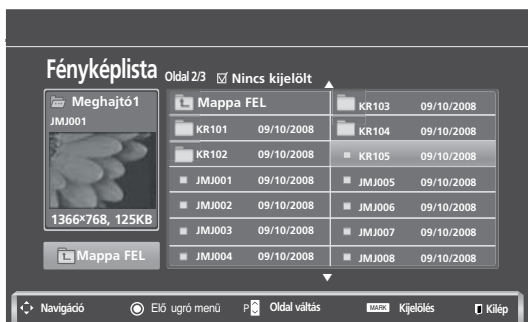 Fényképlista Oldal 2/3 Nincs kijelölt
Meghajtó1
JMJ001
1366×768, 125KB
Mappa FEL
Mappa FEL
KR101 09/10/2008
KR102 09/10/2008
JMJ001 09/10/2008
JMJ002 09/10/2008
JMJ003 09/10/2008
JMJ004 09/10/2008
KR103 09/10/2008
KR104 09/10/2008
KR105 09/10/2008
JMJ005 09/10/2008
JMJ006 09/10/2008
JMJ007 09/10/2008
JMJ008 09/10/2008
Navigáció Elő ugró menü P Oldal váltás MARK Kijelölés Kilép